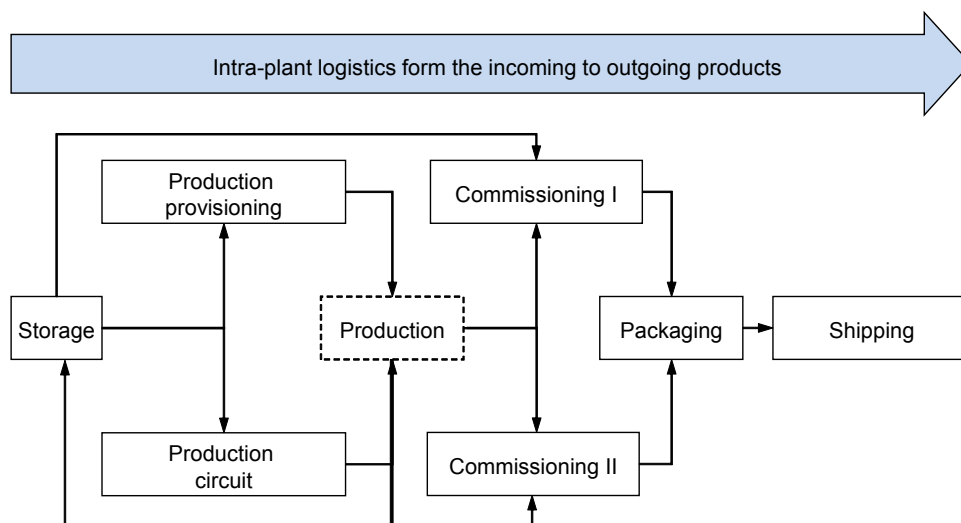 Intra-plant logistics form the incoming to outgoing products
Production
provisioning
Commissioning I
Storage
Production
Packaging
Shipping
Production
circuit
Commissioning II